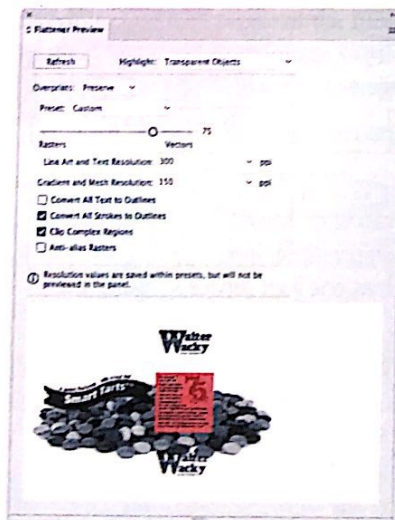 Flattener Preview
Refresh Highlight: Transparent Objects
Overprints: Preserve
Preset: Custom
75
Rasters Vectors
Line Art and Text Resolution: 300 ppi
Gradient and Mesh Resolution: 150 ppi
Convert All Text to Outlines
Convert All Strokes to Outlines
Clip Complex Regions
Anti-alias Rasters
Resolution values are saved within presets, but will not be
previewed in the panel.
Walter
Wacky
Smart Tarts
75
Walter
Wacky